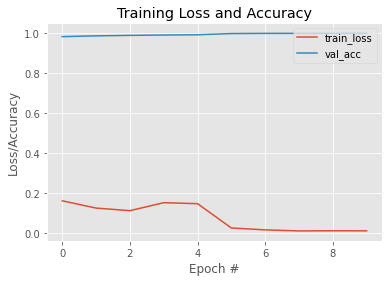 Training Loss and Accuracy
1.0
0.8
0.6
0.4
0.2
0.0
Loss/Accuracy
train_loss
val_acc
0 2 4 6 8
Epoch #